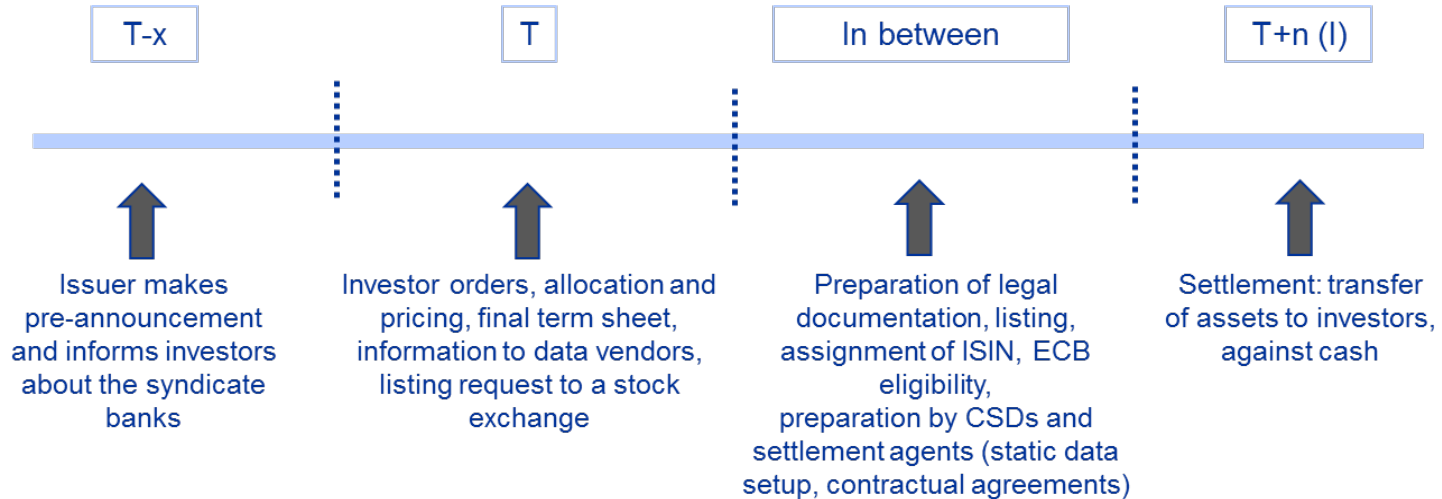 T-x
T
In between
T+n (I)
Issuer makes
pre-announcement
and informs investors
about the syndicate
banks
Investor orders, allocation and
pricing, final term sheet,
information to data vendors,
listing request to a stock
exchange
Preparation of legal
documentation, listing,
assignment of ISIN, ECB
eligibility,
preparation by CSDs and
settlement agents (static data
setup, contractual agreements)
Settlement: transfer
of assets to investors,
against cash